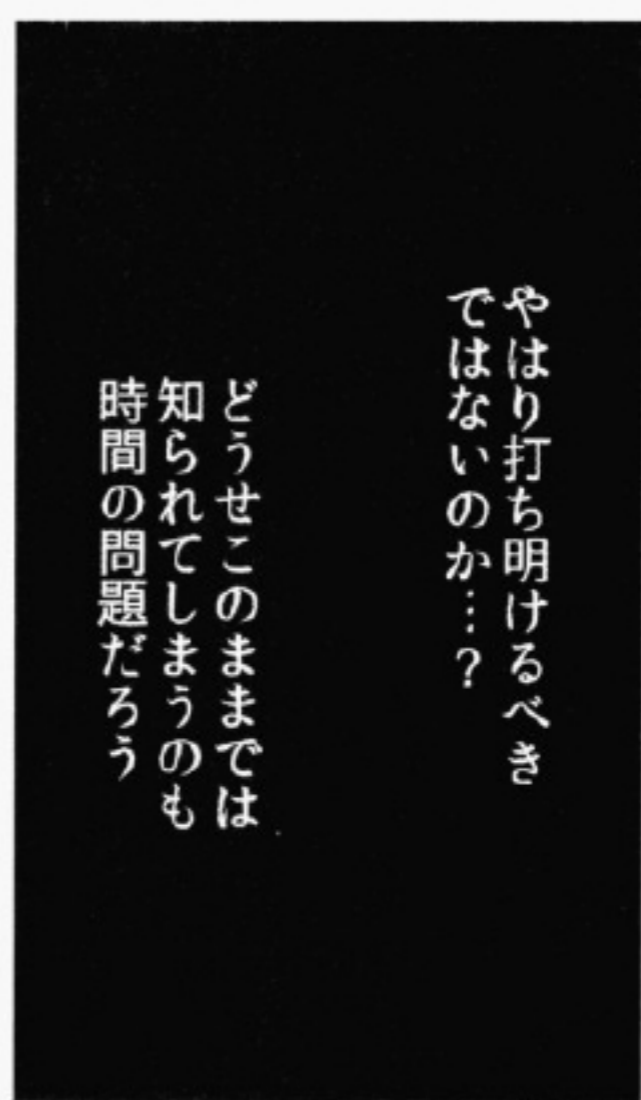 やはり打ち明けるべき
ではないのか…?
どうせこのままでは
知られてしまうのも
時間の問題だろう